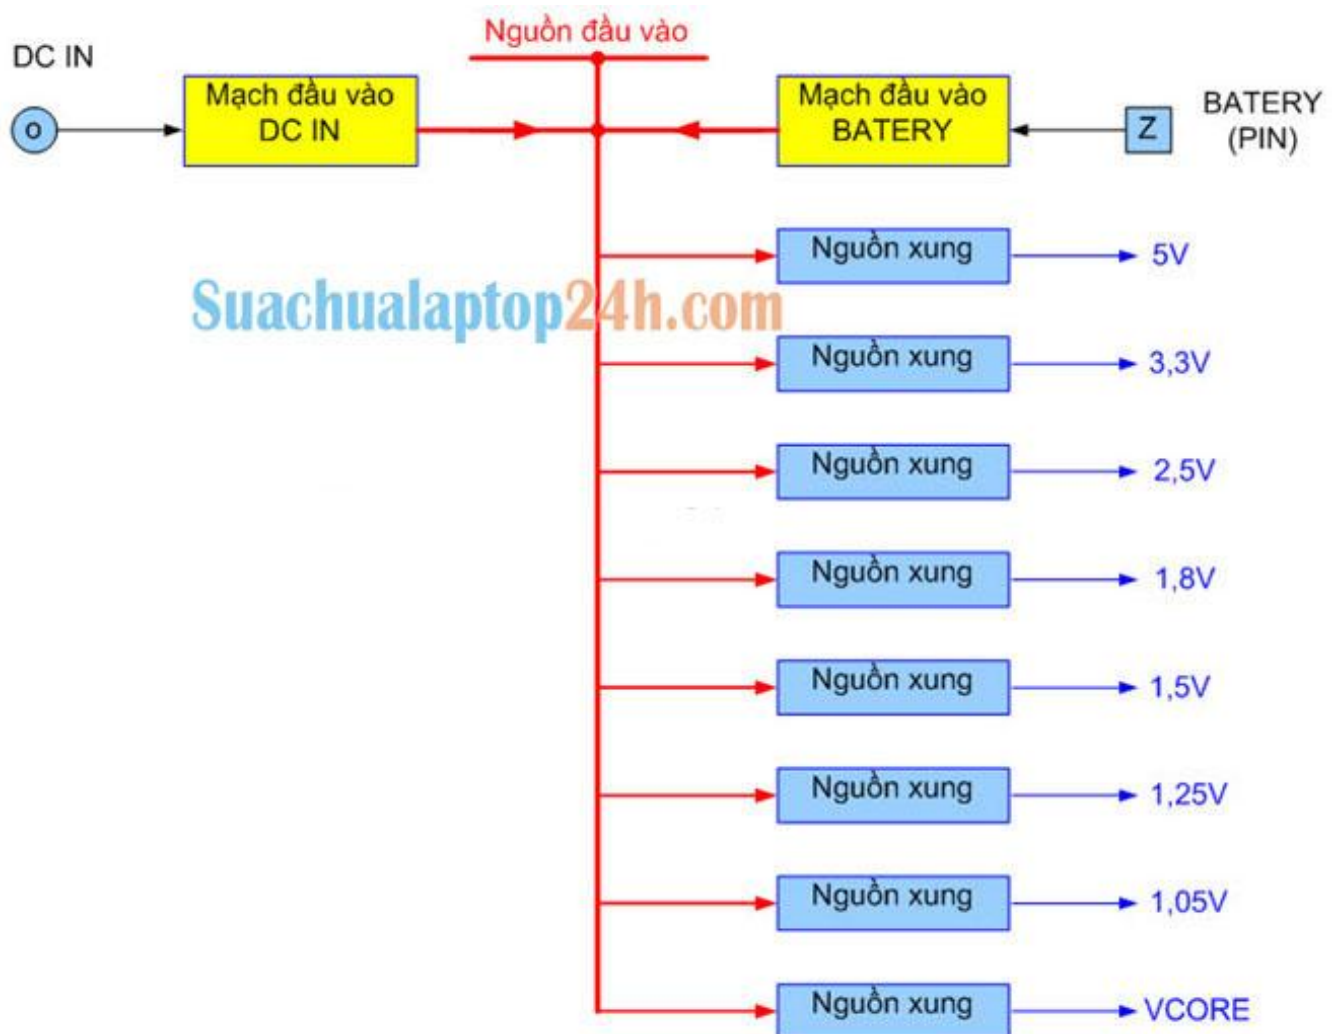 Nguồn đầu vào
DC IN
Mạch đầu vào
DC IN
Mạch đầu vào
BATERY
BATERY
(PIN)
o
Z
Nguồn xung
5V
Suachualaptop24h.com
Nguồn xung
3,3V
Nguồn xung
2,5V
Nguồn xung
1,8V
Nguồn xung
1,5V
Nguồn xung
1,25V
Nguồn xung
1,05V
Nguồn xung
VCORE